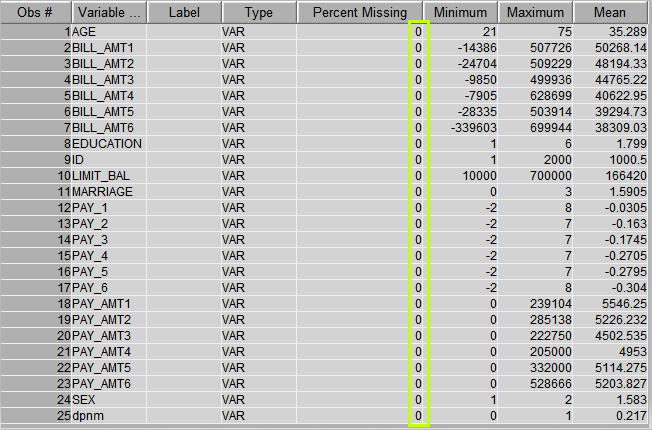 Obs # Variable ... Label Type Percent Missing Minimum Maximum Mean
1 AGE VAR 0 21 75 35.289
2 BILL_AMT1 VAR 0 -14386 507726 50268.14
3 BILL_AMT2 VAR 0 -24704 509229 48194.33
4 BILL_AMT3 VAR 0 -9850 499936 44765.22
5 BILL_AMT4 VAR 0 -7905 628699 40622.95
6 BILL_AMT5 VAR 0 -28335 503914 39294.73
7 BILL_AMT6 VAR 0 -339603 699944 38309.03
8 EDUCATION VAR 0 1 6 1.799
9 ID VAR 0 1 2000 1000.5
10 LIMIT_BAL VAR 0 10000 700000 166420
11 MARRIAGE VAR 0 0 3 1.5905
12 PAY_1 VAR 0 -2 8 -0.0305
13 PAY_2 VAR 0 -2 7 -0.163
14 PAY_3 VAR 0 -2 7 -0.1745
15 PAY_4 VAR 0 -2 7 -0.2705
16 PAY_5 VAR 0 -2 7 -0.2795
17 PAY_6 VAR 0 -2 8 -0.304
18 PAY_AMT1 VAR 0 0 239104 5546.25
19 PAY_AMT2 VAR 0 0 285138 5226.232
20 PAY_AMT3 VAR 0 0 222750 4502.535
21 PAY_AMT4 VAR 0 0 205000 4953
22 PAY_AMT5 VAR 0 0 332000 5114.275
23 PAY_AMT6 VAR 0 0 528666 5203.827
24 SEX VAR 0 1 2 1.583
25 dpnm VAR 0 0 1 0.217